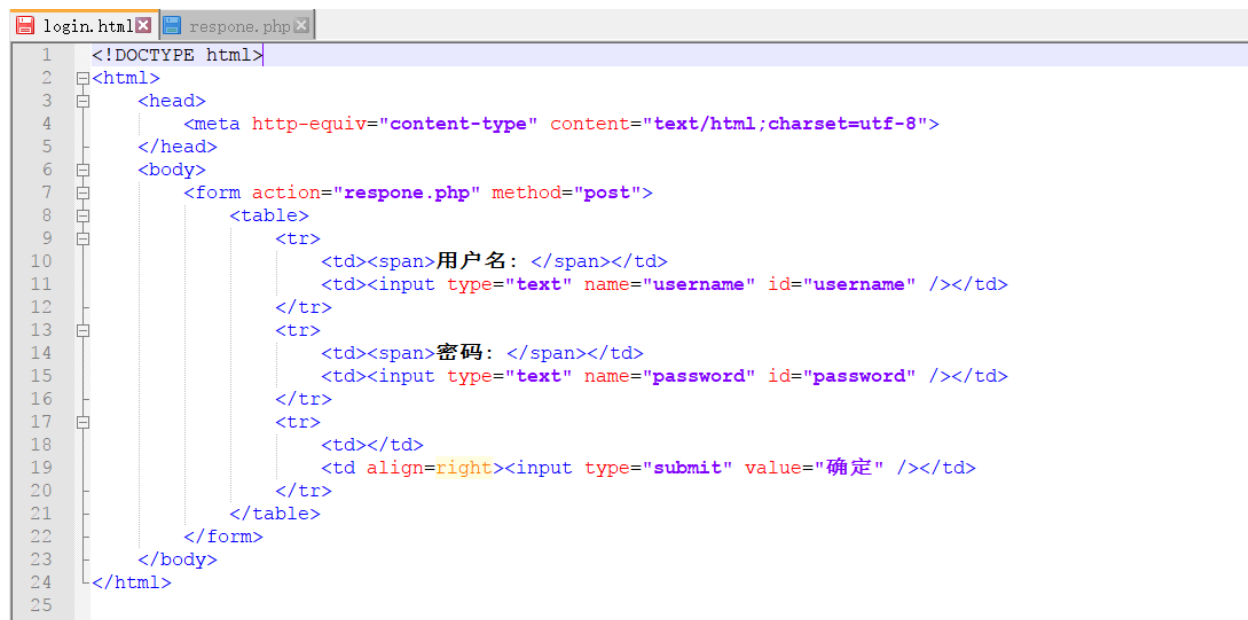 login.html respone.php
1 <!DOCTYPE html>
2 <html>
3 <head>
4 <meta http-equiv="content-type" content="text/html;charset=utf-8">
5 </head>
6 <body>
7 <form action="respone.php" method="post">
8 <table>
9 <tr>
10 <td><span>用户名: </span></td>
11 <td><input type="text" name="username" id="username" /></td>
12 </tr>
13 <tr>
14 <td><span>密码: </span></td>
15 <td><input type="text" name="password" id="password" /></td>
16 </tr>
17 <tr>
18 <td></td>
19 <td align=right><input type="submit" value="确定" /></td>
20 </tr>
21 </table>
22 </form>
23 </body>
24 </html>
25